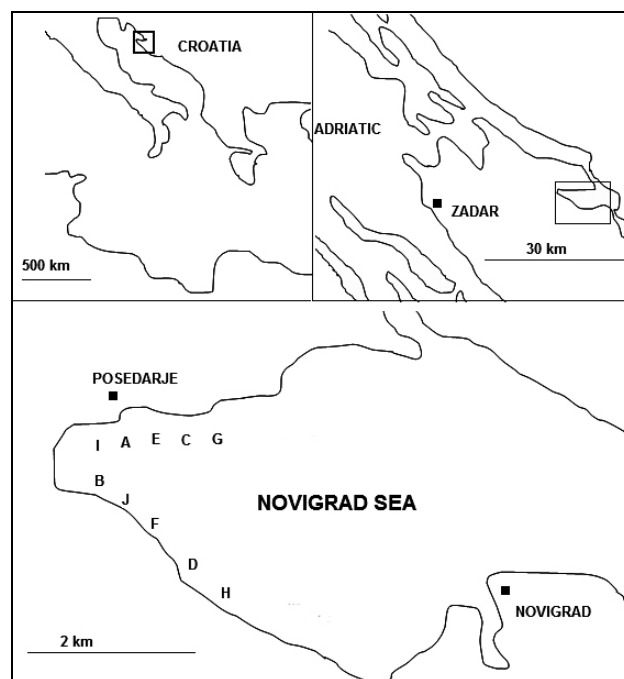 CROATIA
500 km
ADRIATIC
ZADAR
30 km
POSEDARJE
I A E C G
B
J
NOVIGRAD SEA
F
D
H
NOVIGRAD
2 km